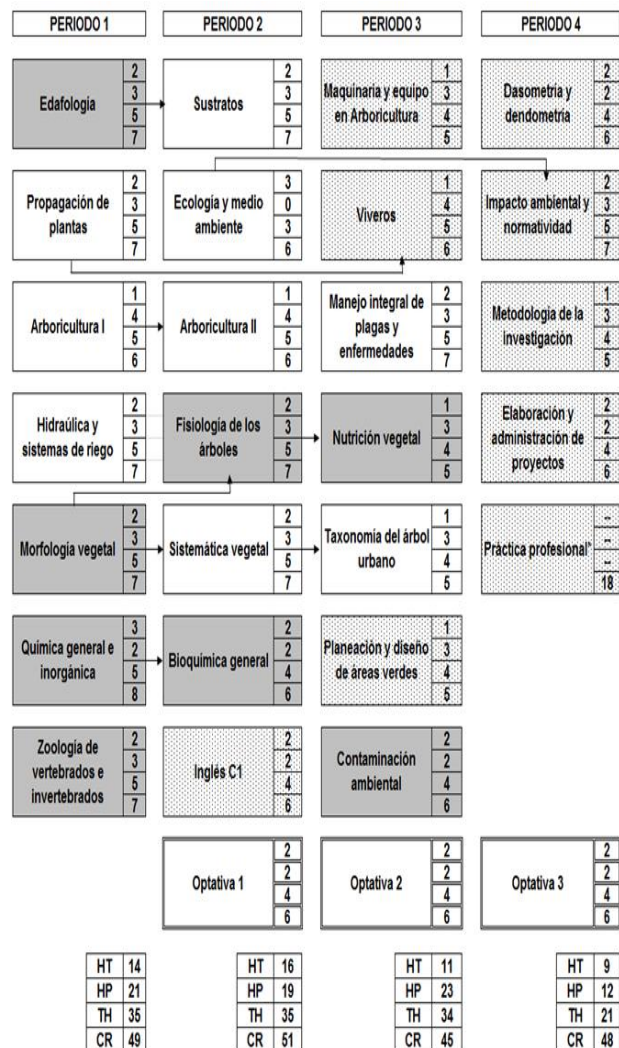 PERIODO 1
PERIODO 2
PERIODO 3
PERIODO 4
Edafología
2
3
5
7
Sustratos
2
3
5
7
Maquinaria y equipo
en Arboricultura
1
3
4
5
Dasometría y
dendometría
2
2
4
6
Propagación de
plantas
2
3
5
7
Ecología y medio
ambiente
3
0
3
6
Viveros
1
4
5
6
Impacto ambiental y
normatividad
2
3
5
7
Arboricultura I
1
4
5
6
Arboricultura II
1
4
5
6
Manejo integral de
plagas y
enfermedades
2
3
5
7
Metodología de la
investigación
1
3
4
5
Hidraúlica y
sistemas de riego
2
3
5
7
Fisiología de los
árboles
2
3
5
7
Nutrición vegetal
1
3
4
5
Elaboración y
administración de
proyectos
2
2
4
6
Morfología vegetal
2
3
5
7
Sistemática vegetal
2
3
5
7
Taxonomía del árbol
urbano
1
3
4
5
Práctica profesional*
--
--
--
18
Química general e
inorgánica
3
2
5
8
Bioquímica general
2
2
4
6
Planeación y diseño
de áreas verdes
1
3
4
5
Zoología de
vertebrados e
invertebrados
2
3
5
7
Inglés C1
2
2
4
6
Contaminación
ambiental
2
2
4
6
Optativa 1
2
2
4
6
Optativa 2
2
2
4
6
Optativa 3
2
2
4
6
HT 14
HP 21
TH 35
CR 49
HT 16
HP 19
TH 35
CR 51
HT 11
HP 23
TH 34
CR 45
HT 9
HP 12
TH 21
CR 48